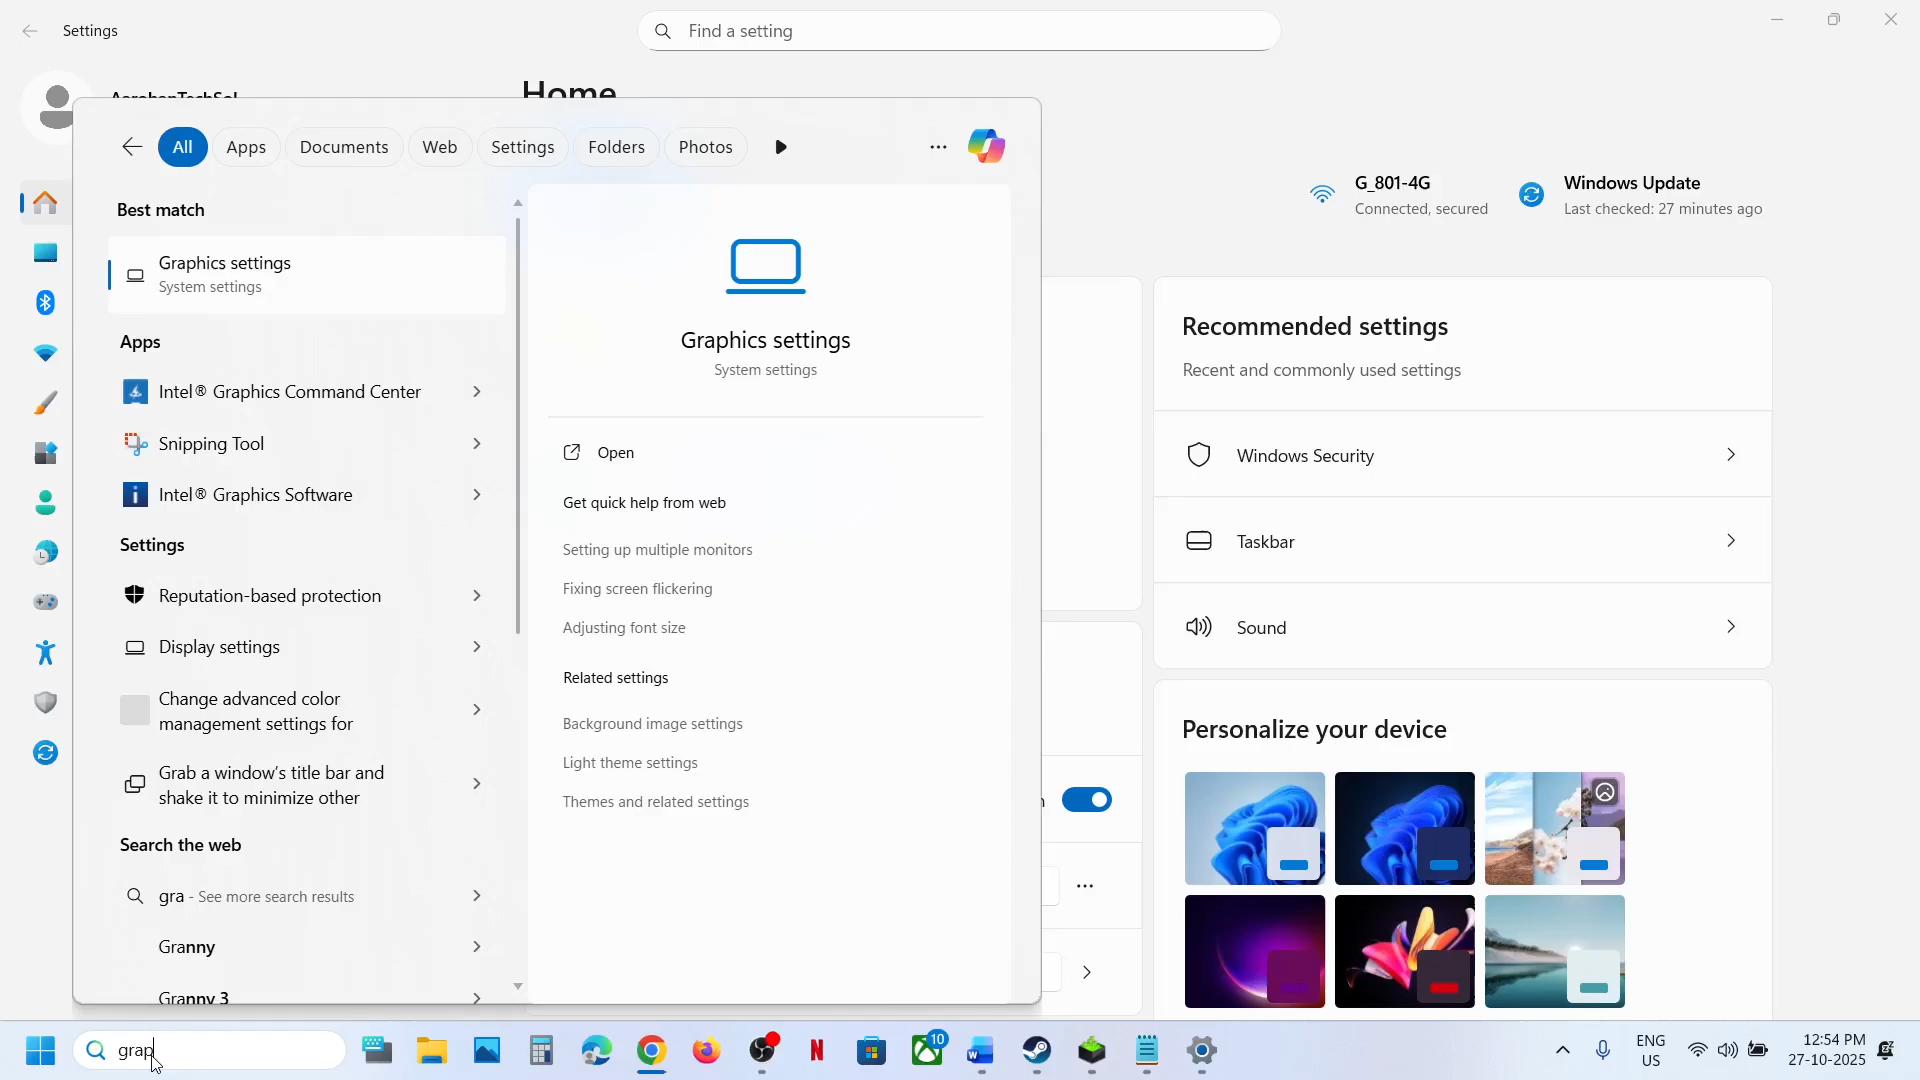 Settings
Find a setting
Home
All
Apps
Documents
Web
Settings
Folders
Photos
Best match
Graphics settings
System settings
Apps
Intel® Graphics Command Center
Snipping Tool
Intel® Graphics Software
Settings
Reputation-based protection
Display settings
Change advanced color
management settings for
Grab a window's title bar and
shake it to minimize other
Search the web
gra - See more search results
Granny
Granny 3
Graphics settings
System settings
Open
Get quick help from web
Setting up multiple monitors
Fixing screen flickering
Adjusting font size
Related settings
Background image settings
Light theme settings
Themes and related settings
G_801-4G
Connected, secured
Windows Update
Last checked: 27 minutes ago
Recommended settings
Recent and commonly used settings
Windows Security
Taskbar
Sound
Personalize your device
grap
10
ENG
US
12:54 PM
27-10-2025